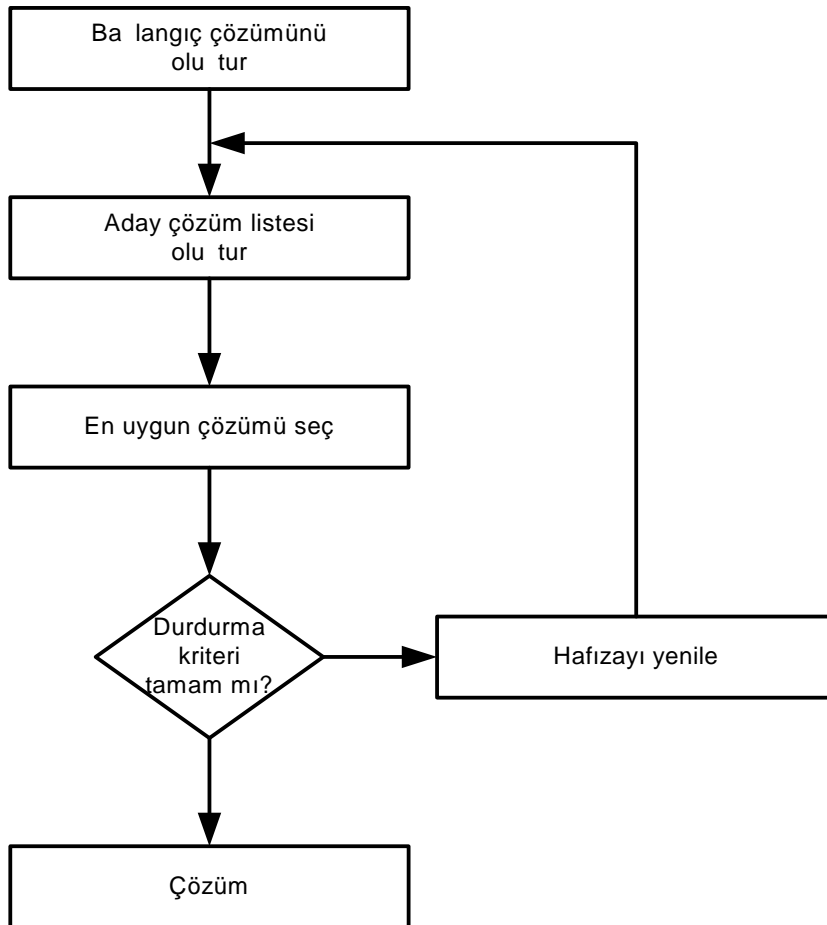 Ba langıç çözümünü
olu tur
Aday çözüm listesi
olu tur
En uygun çözümü seç
Durdurma
kriteri
tamam mı?
Hafızayı yenile
Çözüm